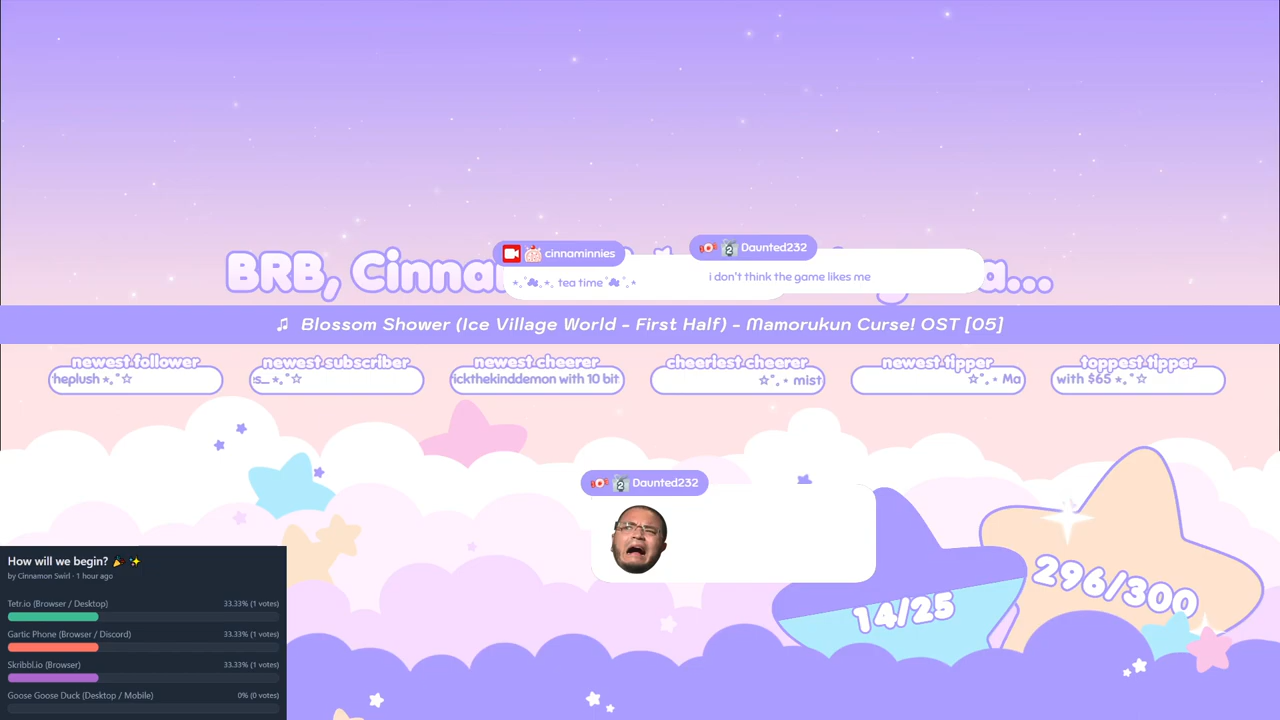 BRB, Cinna
a...
cinnaminnies
⋆｡˚☁︎｡⋆｡ tea time ˚☁︎˚｡⋆
2 Daunted232
i don't think the game likes me
♫ Blossom Shower (Ice Village World - First Half) - Mamorukun Curse! OST [05]
newest follower
heplush ⋆｡˚☆
newest subscriber
s_ ⋆｡˚☆
newest cheerer
ickthekinddemon with 10 bit
cheeriest cheerer
☆˚｡⋆ mist
newest tipper
☆˚｡⋆ Ma
toppest tipper
with $65 ⋆｡˚☆
2 Daunted232
14/25
296/300
How will we begin? 🎉 ✨
by Cinnamon Swirl · 1 hour ago
Tetr.io (Browser / Desktop) 33.33% (1 votes)
Gartic Phone (Browser / Discord) 33.33% (1 votes)
Skribbl.io (Browser) 33.33% (1 votes)
Goose Goose Duck (Desktop / Mobile) 0% (0 votes)